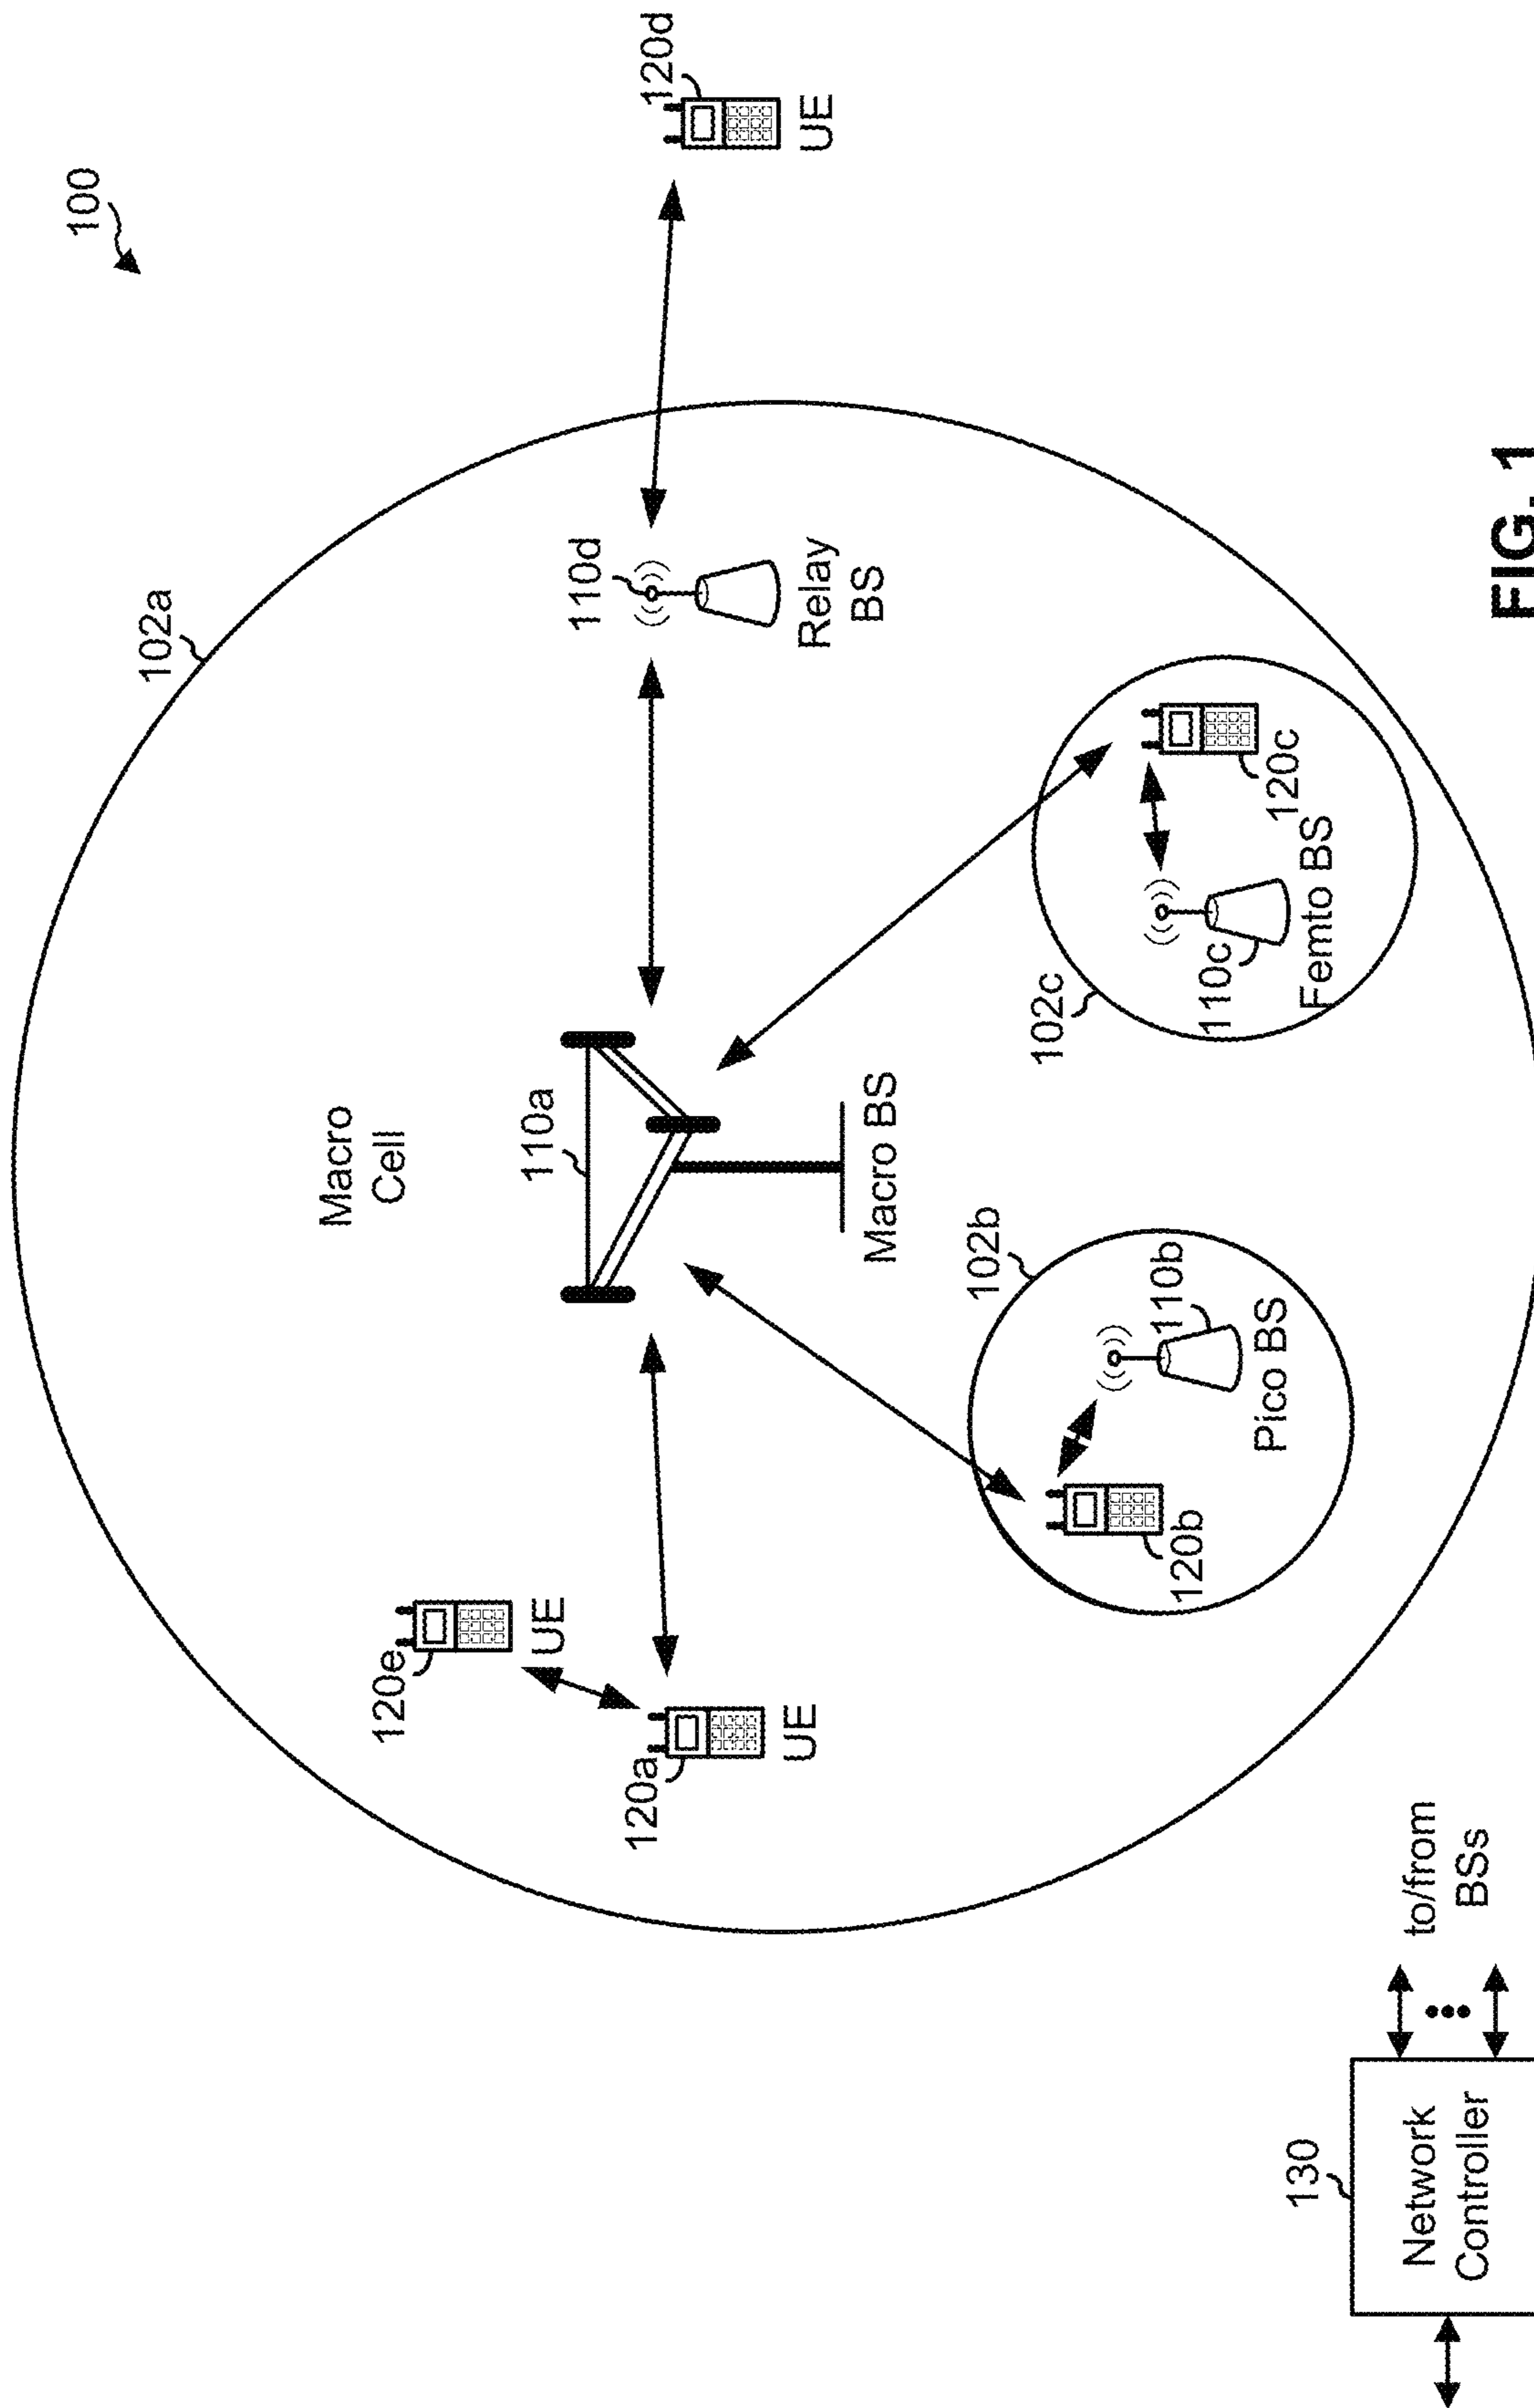 100
102a
Macro
Cell
120e
UE
110a
110d
120d
120a
UE
Relay
BS
UE
Macro BS
102b
110b
Pico BS
120b
102c
110c
120c
Femto BS
130
Network
Controller
to/from
BSs
FIG. 1